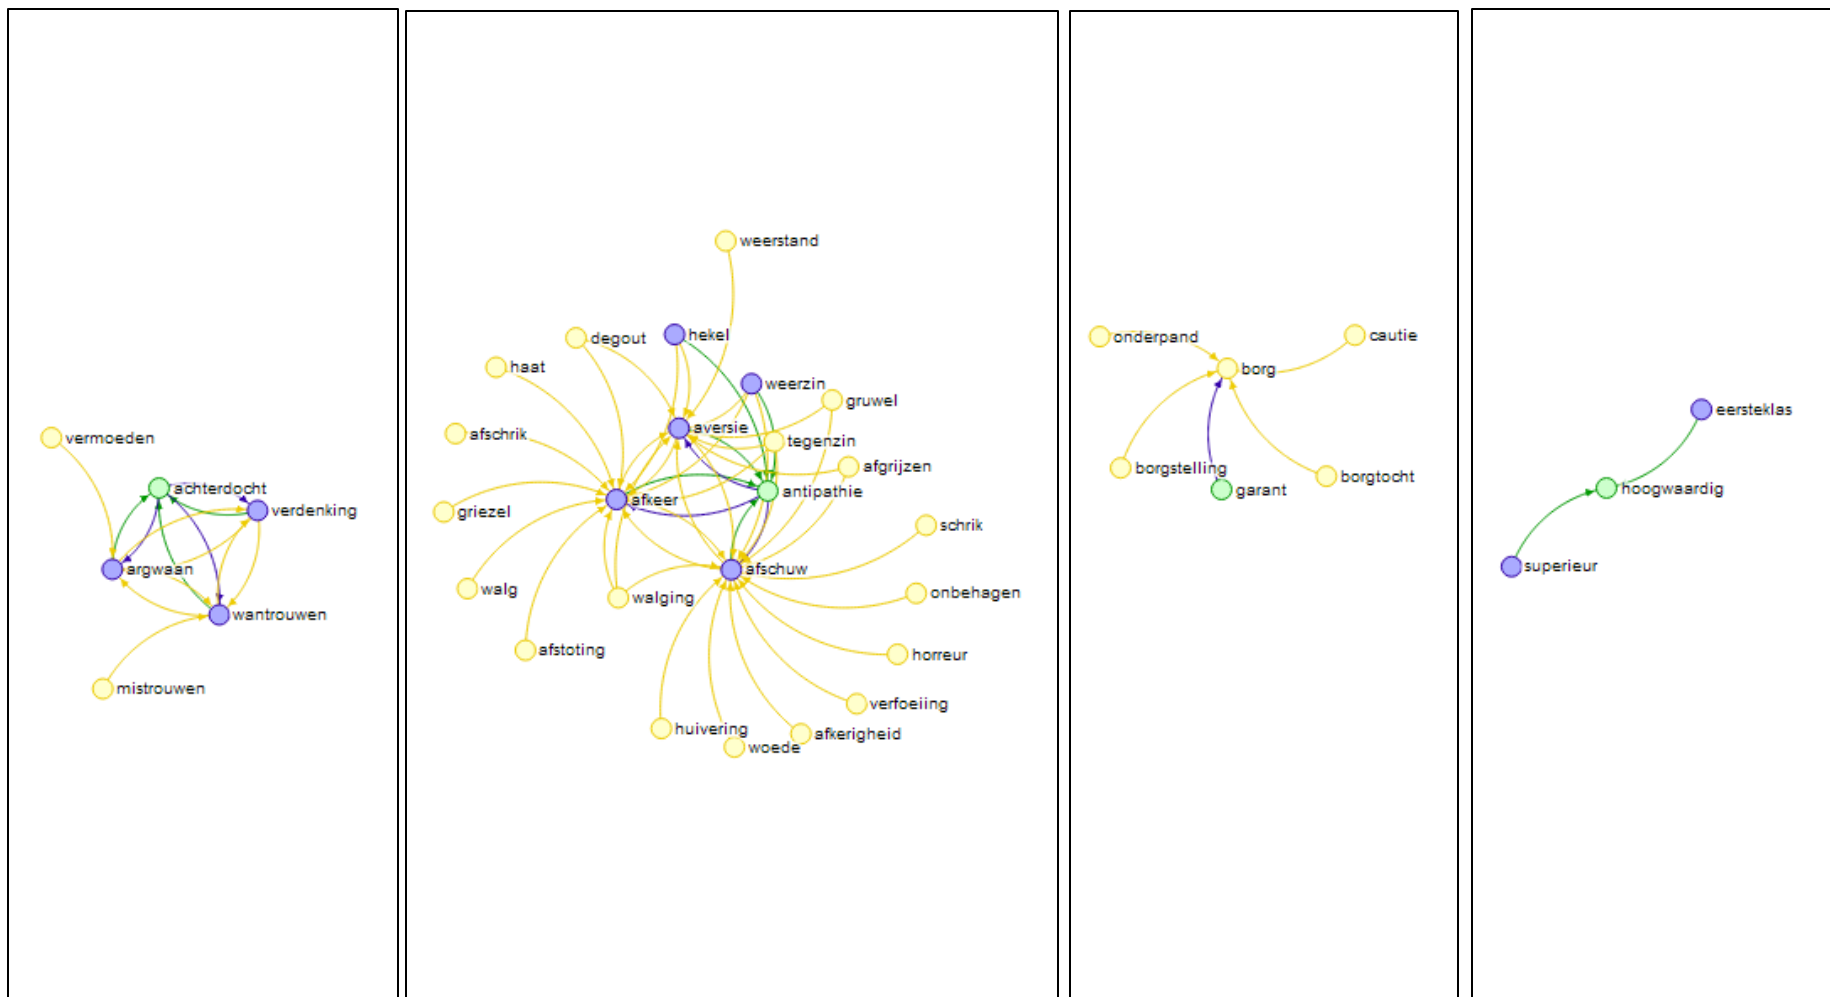 vermoeden
achterdocht
verdenking
argwaan
wantrouwen
mistrouwen
weerstand
degout
hekel
haat
weerzin
gruwel
afschrik
aversie
tegenzin
afgrijzen
afkeer
antipathie
griezel
schrik
afschuw
walg
walging
onbehagen
afstoting
horreur
verfoeiing
huivering
woede
afkerigheid
onderpand
cautie
borg
borgstelling
borgtocht
garant
eersteklas
hoogwaardig
superieur